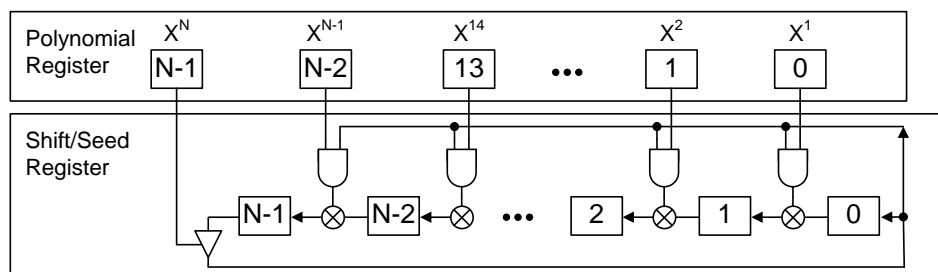 Polynomial Register
X^N X^N-1 X^14 X^2 X^1
N-1 N-2 13 ••• 1 0
Shift/Seed Register
N-1 N-2 ••• 2 1 0